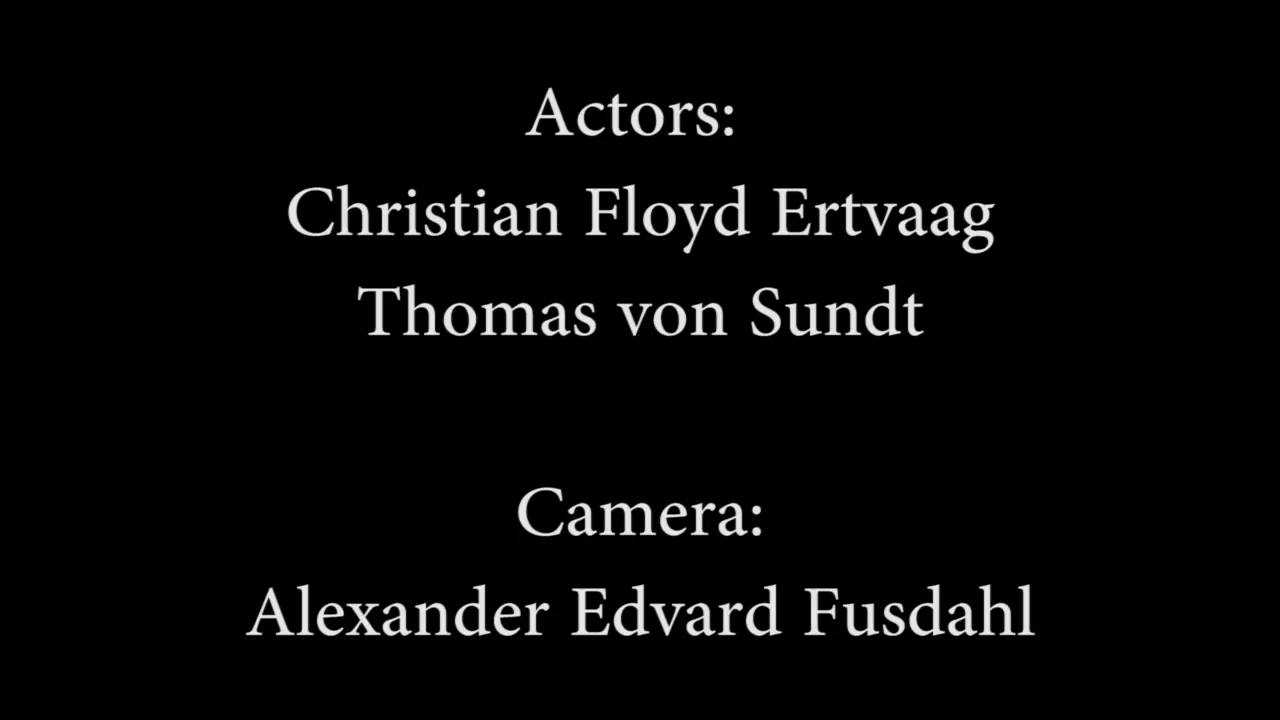 Actors:
Christian Floyd Ertvaag
Thomas von Sundt
Camera:
Alexander Edvard Fusdahl